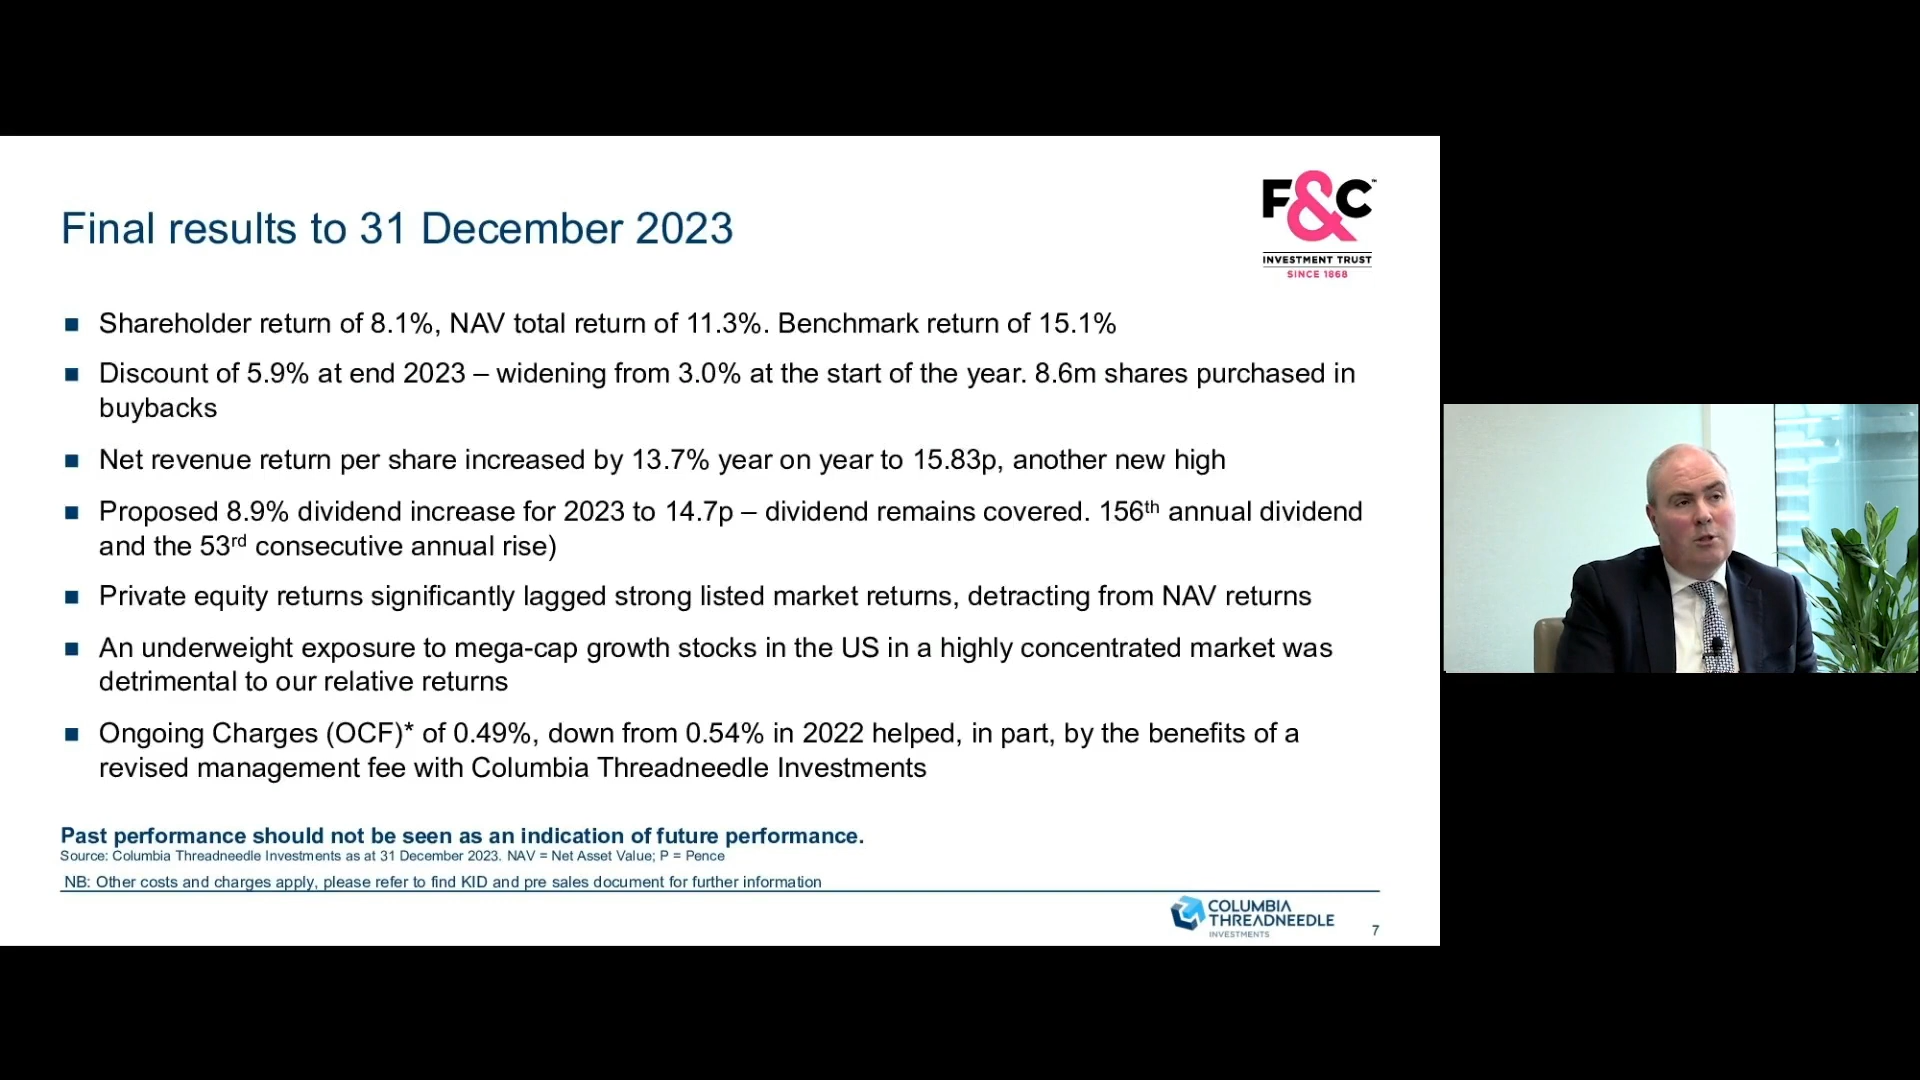 F&C™
INVESTMENT TRUST
SINCE 1868
Final results to 31 December 2023
■ Shareholder return of 8.1%, NAV total return of 11.3%. Benchmark return of 15.1%
■ Discount of 5.9% at end 2023 – widening from 3.0% at the start of the year. 8.6m shares purchased in
buybacks
■ Net revenue return per share increased by 13.7% year on year to 15.83p, another new high
■ Proposed 8.9% dividend increase for 2023 to 14.7p – dividend remains covered. 156th annual dividend
and the 53rd consecutive annual rise)
■ Private equity returns significantly lagged strong listed market returns, detracting from NAV returns
■ An underweight exposure to mega-cap growth stocks in the US in a highly concentrated market was
detrimental to our relative returns
■ Ongoing Charges (OCF)* of 0.49%, down from 0.54% in 2022 helped, in part, by the benefits of a
revised management fee with Columbia Threadneedle Investments
Past performance should not be seen as an indication of future performance.
Source: Columbia Threadneedle Investments as at 31 December 2023. NAV = Net Asset Value; P = Pence
NB: Other costs and charges apply, please refer to find KID and pre sales document for further information
COLUMBIA
THREADNEEDLE
INVESTMENTS
7